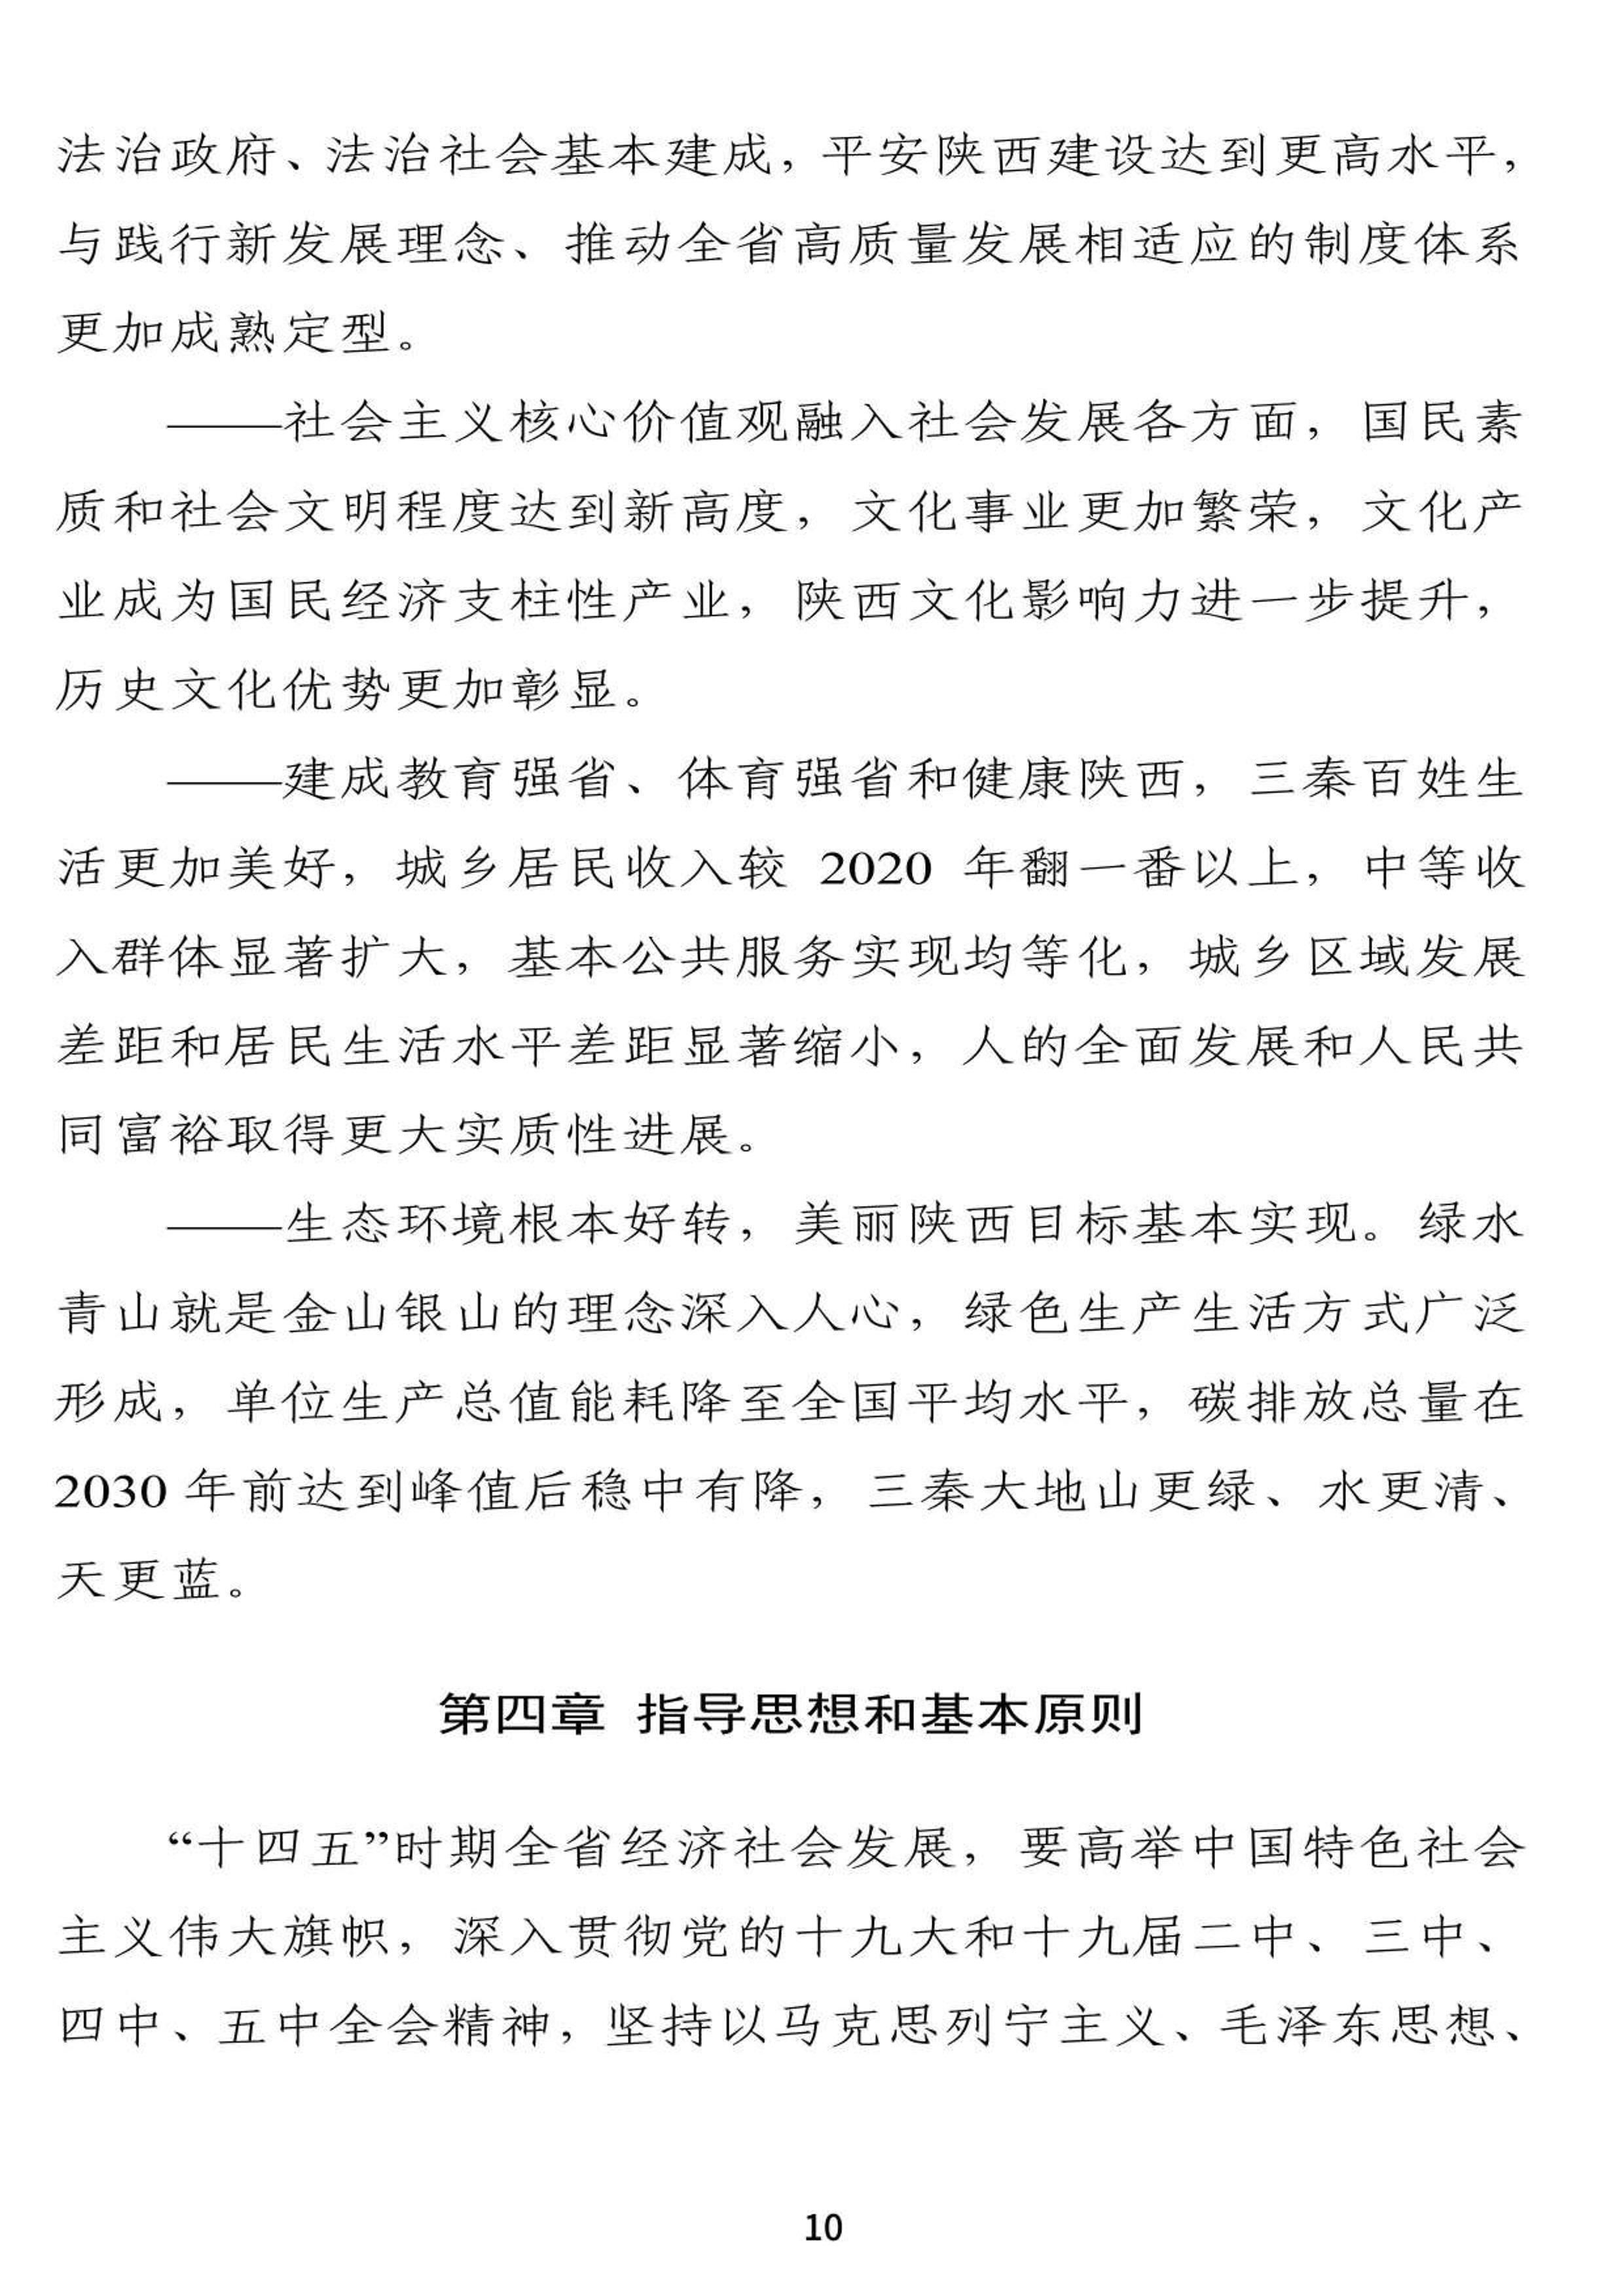 法治政府、法治社会基本建成，平安陕西建设达到更高水平，
与践行新发展理念、推动全省高质量发展相适应的制度体系
更加成熟定型。
——社会主义核心价值观融入社会发展各方面，国民素
质和社会文明程度达到新高度，文化事业更加繁荣，文化产
业成为国民经济支柱性产业，陕西文化影响力进一步提升，
历史文化优势更加彰显。
——建成教育强省、体育强省和健康陕西，三秦百姓生
活更加美好，城乡居民收入较 2020 年翻一番以上，中等收
入群体显著扩大，基本公共服务实现均等化，城乡区域发展
差距和居民生活水平差距显著缩小，人的全面发展和人民共
同富裕取得更大实质性进展。
——生态环境根本好转，美丽陕西目标基本实现。绿水
青山就是金山银山的理念深入人心，绿色生产生活方式广泛
形成，单位生产总值能耗降至全国平均水平，碳排放总量在
2030 年前达到峰值后稳中有降，三秦大地山更绿、水更清、
天更蓝。
第四章 指导思想和基本原则
“十四五”时期全省经济社会发展，要高举中国特色社会
主义伟大旗帜，深入贯彻党的十九大和十九届二中、三中、
四中、五中全会精神，坚持以马克思列宁主义、毛泽东思想、
10